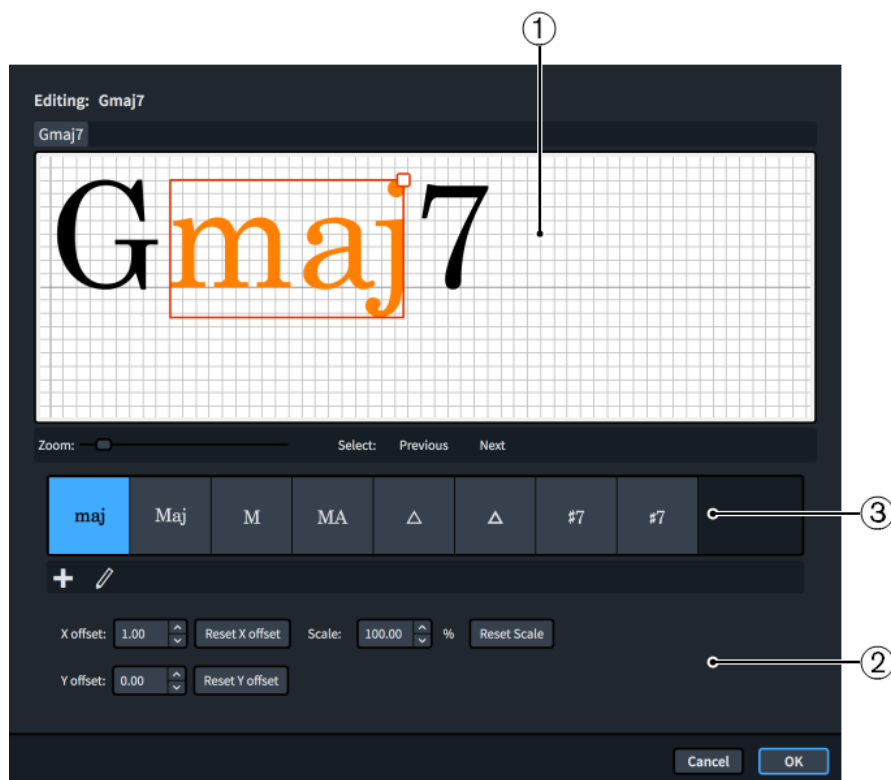 ①
Editing: Gmaj7
Gmaj7
Gmaj7
Zoom: Select: Previous Next
maj Maj M MA △ △ ♯7 ♯7
③
X offset: 1.00 Reset X offset Scale: 100.00 % Reset Scale
②
Y offset: 0.00 Reset Y offset
Cancel OK